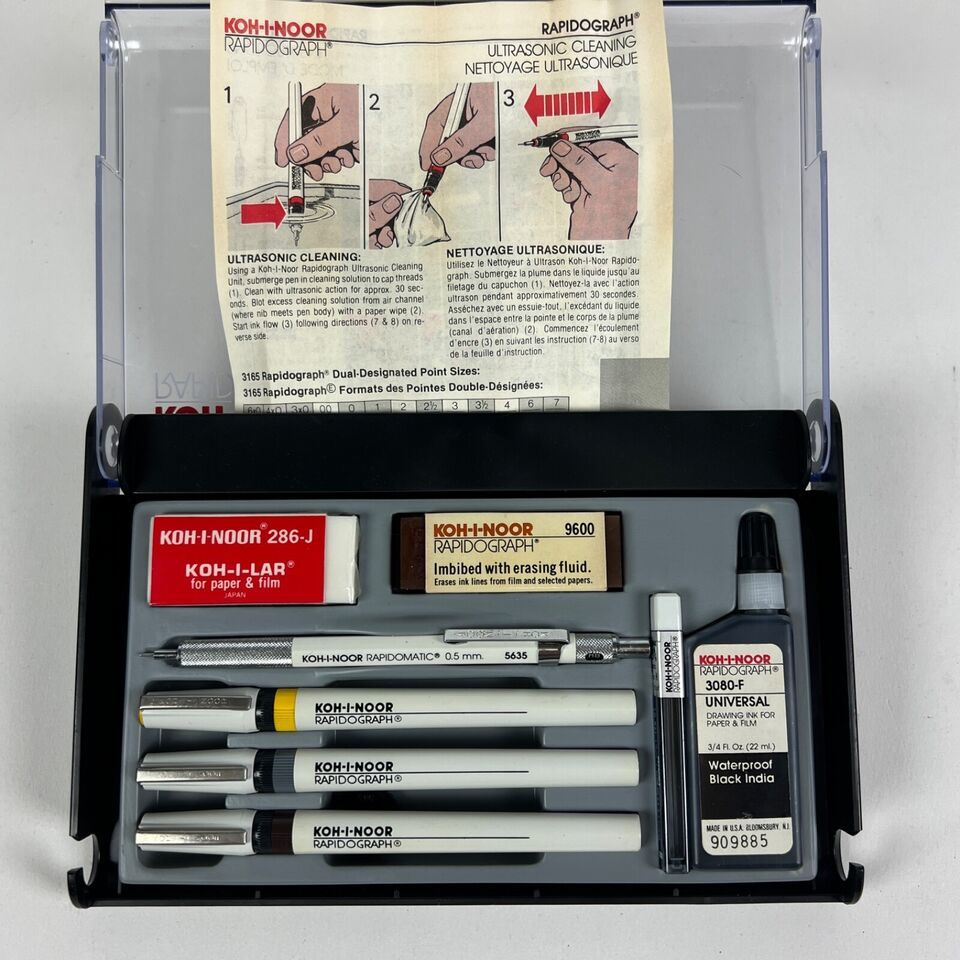 KOH-I-NOOR
RAPIDOGRAPH®
RAPIDOGRAPH®
ULTRASONIC CLEANING
NETTOYAGE ULTRASONIQUE
1
2
3
KOH-I-NOOR
RAPIDOGRAPH
KOH-I-NOOR
RAPIDOGRAPH
ULTRASONIC CLEANING:
Using a Koh-I-Noor Rapidograph Ultrasonic Cleaning
Unit, submerge pen in cleaning solution to cap threads
(1). Clean with ultrasonic action for approx. 30 sec-
onds. Blot excess cleaning solution from air channel
(where nib meets pen body) with a paper wipe (2).
Start ink flow (3) following directions (7 & 8) on re-
verse side.
NETTOYAGE ULTRASONIQUE:
Utilisez le Nettoyeur à Ultrason Koh-I-Noor Rapido-
graph. Submergez la plume dans le liquide jusqu'au
filetage du capuchon (1). Nettoyez-la avec l'action
ultrason pendant approximativement 30 secondes.
Asséchez avec un essuie-tout, l'excédant du liquide
dans l'espace entre la pointe et le corps de la plume
(canal d'aération) (2). Commencez l'écoulement
d'encre (3) en suivant les instruction (7-8) au verso
de la feuille d'instruction.
3165 Rapidograph® Dual-Designated Point Sizes:
3165 Rapidograph Ⓔ Formats des Pointes Double-Désignées:
6x0 4x0 3x0 00 0 1 2 2½ 3 3½ 4 6 7
KOH-I-NOOR® 286-J
KOH-I-LAR®
for paper & film
JAPAN
KOH-I-NOOR 9600
RAPIDOGRAPH®
Imbibed with erasing fluid.
Erases ink lines from film and selected papers.
KOH-I-NOOR RAPIDOMATIC® 0.5 mm. 5635
KOH-I-NOOR
RAPIDOGRAPH®
KOH-I-NOOR
RAPIDOGRAPH®
KOH-I-NOOR
RAPIDOGRAPH®
KOH-I-NOOR
RAPIDOGRAPH
KOH-I-NOOR
RAPIDOGRAPH®
3080-F
UNIVERSAL
DRAWING INK FOR
PAPER & FILM
3/4 Fl. Oz. (22 ml.)
Waterproof
Black India
MADE IN U.S.A. BLOOMSBURY, N.J.
909885